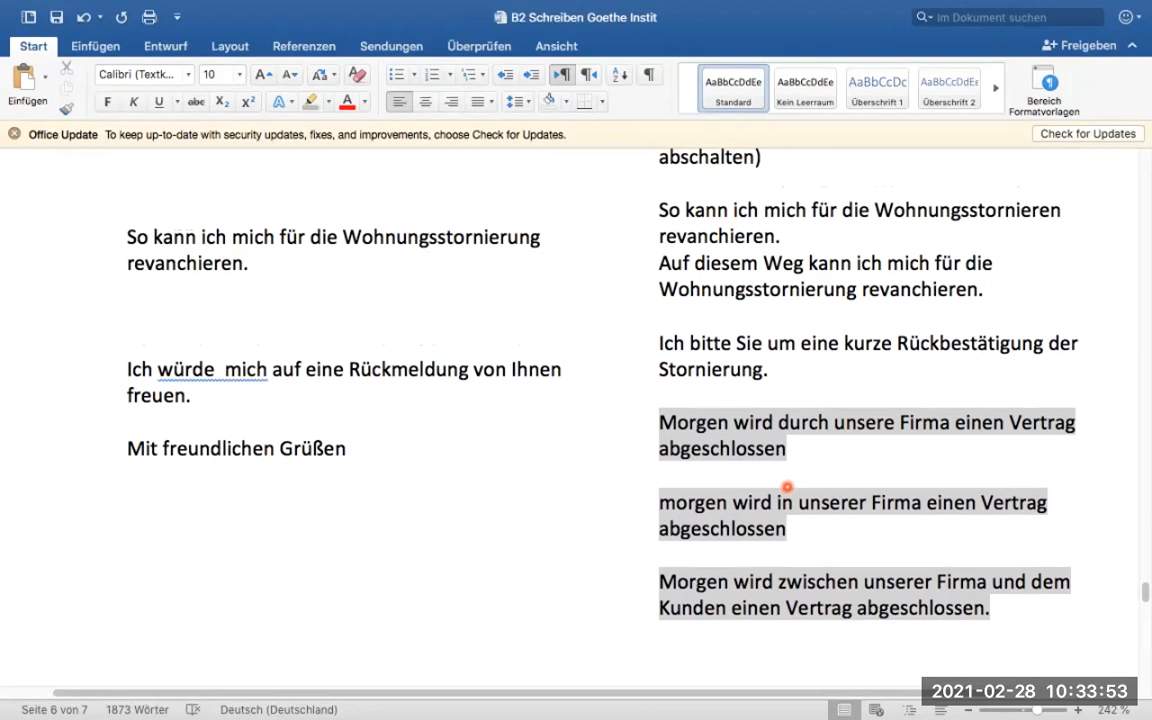 B2 Schreiben Goethe Instit
Im Dokument suchen
Start Einfügen Entwurf Layout Referenzen Sendungen Überprüfen Ansicht
Freigeben
Einfügen
Calibri (Textk... 10
F K U abc X₂ X²
AaBbCcDdEe AaBbCcDdEe AaBbCcDc AaBbCcDdEe
Standard Kein Leerraum Überschrift 1 Überschrift 2
Bereich
Formatvorlagen
Office Update To keep up-to-date with security updates, fixes, and improvements, choose Check for Updates.
Check for Updates
So kann ich mich für die Wohnungsstornierung
revanchieren.
Ich würde  mich auf eine Rückmeldung von Ihnen
freuen.
Mit freundlichen Grüßen
abschalten)
So kann ich mich für die Wohnungsstornieren
revanchieren.
Auf diesem Weg kann ich mich für die
Wohnungsstornierung revanchieren.
Ich bitte Sie um eine kurze Rückbestätigung der
Stornierung.
Morgen wird durch unsere Firma einen Vertrag
abgeschlossen
morgen wird in unserer Firma einen Vertrag
abgeschlossen
Morgen wird zwischen unserer Firma und dem
Kunden einen Vertrag abgeschlossen.
2021-02-28 10:33:53
Seite 6 von 7 1873 Wörter Deutsch (Deutschland)
242 %